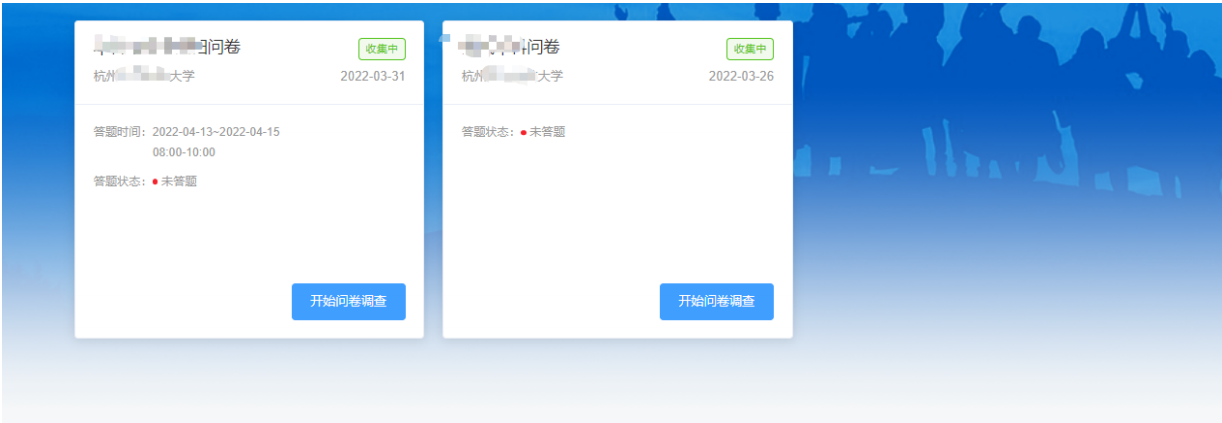 问卷
收集中
杭州 大学
2022-03-31
答题时间：2022-04-13~2022-04-15
08:00-10:00
答题状态：未答题
开始问卷调查
问卷
收集中
杭州 大学
2022-03-26
答题状态：未答题
开始问卷调查